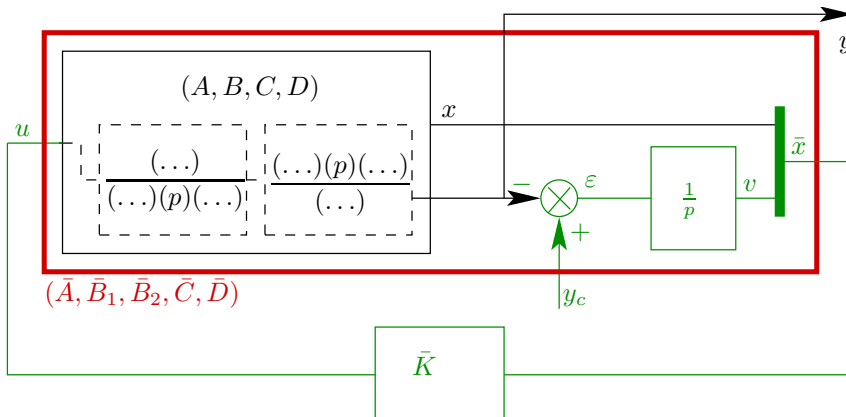 y
(A, B, C, D)
x
u
(…)
(…)(p)(…)
(…)(p)(…)
(…)
−
ε
+
y_c
1
p
v
x̄
(Ā, B̄₁, B̄₂, C̄, D̄)
K̄